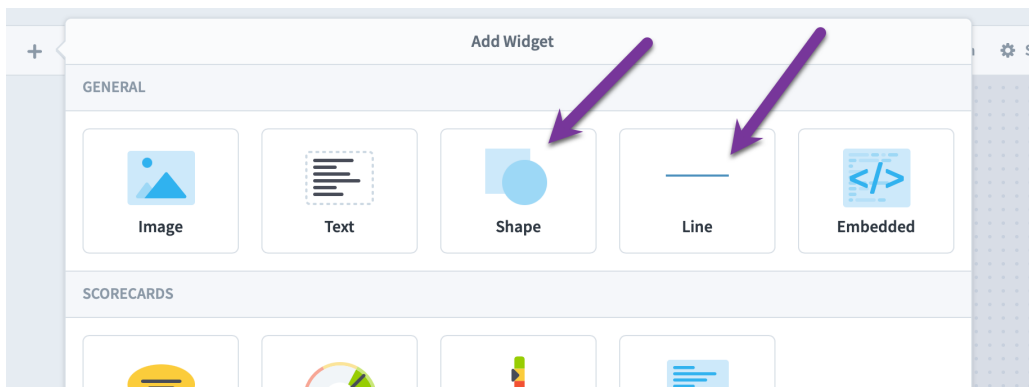 Add Widget
GENERAL
</>
Image
Text
Shape
Line
Embedded
SCORECARDS